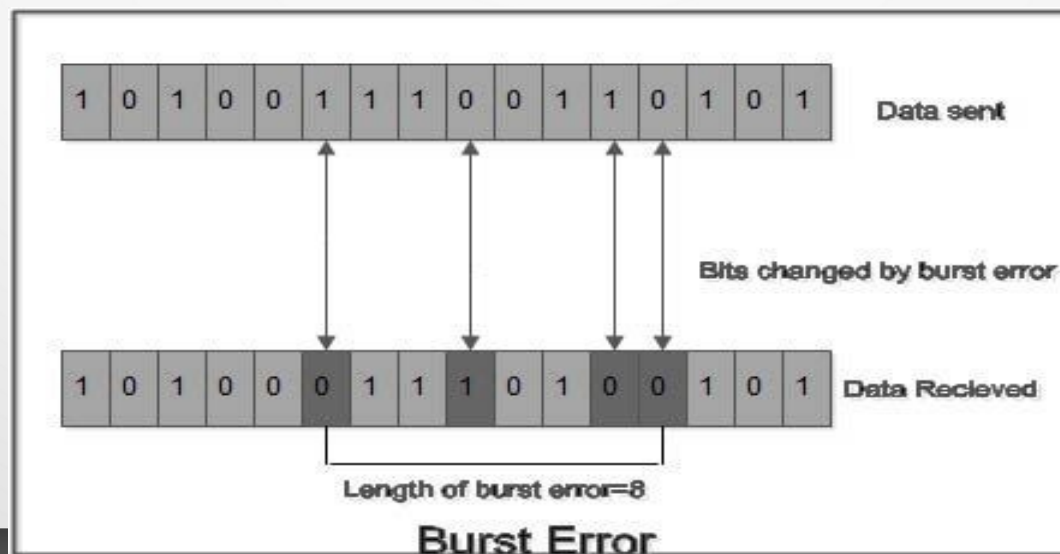 1 0 1 0 0 1 1 1 0 0 1 1 0 1 0 1
Data sent
Bits changed by burst error
1 0 1 0 0 0 1 1 1 0 1 0 0 1 0 1
Data Recieved
Length of burst error=8
Burst Error